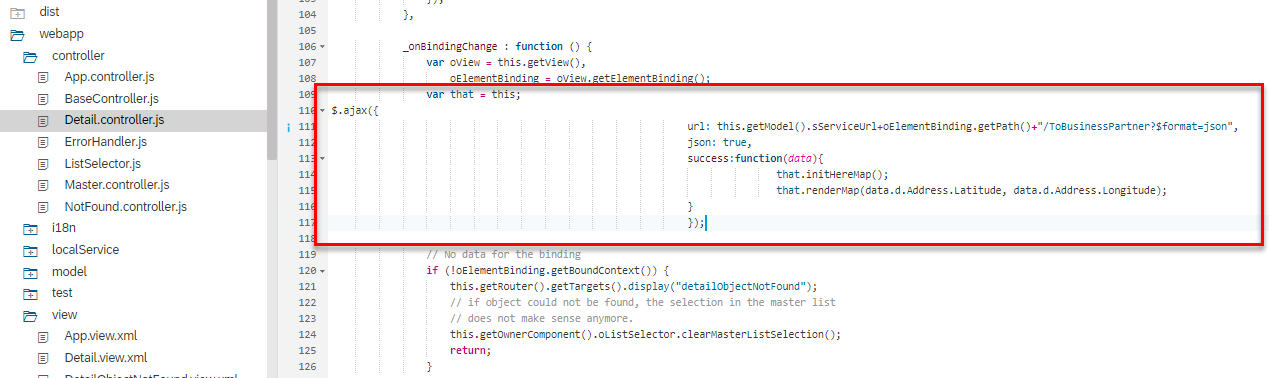 dist
webapp
controller
App.controller.js
BaseController.js
Detail.controller.js
ErrorHandler.js
ListSelector.js
Master.controller.js
NotFound.controller.js
i18n
localService
model
test
view
App.view.xml
Detail.view.xml
DetailObjectNotFound.view.xml
103 });
104 },
105
106 _onBindingChange : function () {
107 var oView = this.getView(),
108 oElementBinding = oView.getElementBinding();
109 var that = this;
110 $.ajax({
111 url: this.getModel().sServiceUrl+oElementBinding.getPath()+"/ToBusinessPartner?$format=json",
112 json: true,
113 success:function(data){
114 that.initHereMap();
115 that.renderMap(data.d.Address.Latitude, data.d.Address.Longitude);
116 }
117 });
118
119 // No data for the binding
120 if (!oElementBinding.getBoundContext()) {
121 this.getRouter().getTargets().display("detailObjectNotFound");
122 // if object could not be found, the selection in the master list
123 // does not make sense anymore.
124 this.getOwnerComponent().oListSelector.clearMasterListSelection();
125 return;
126 }